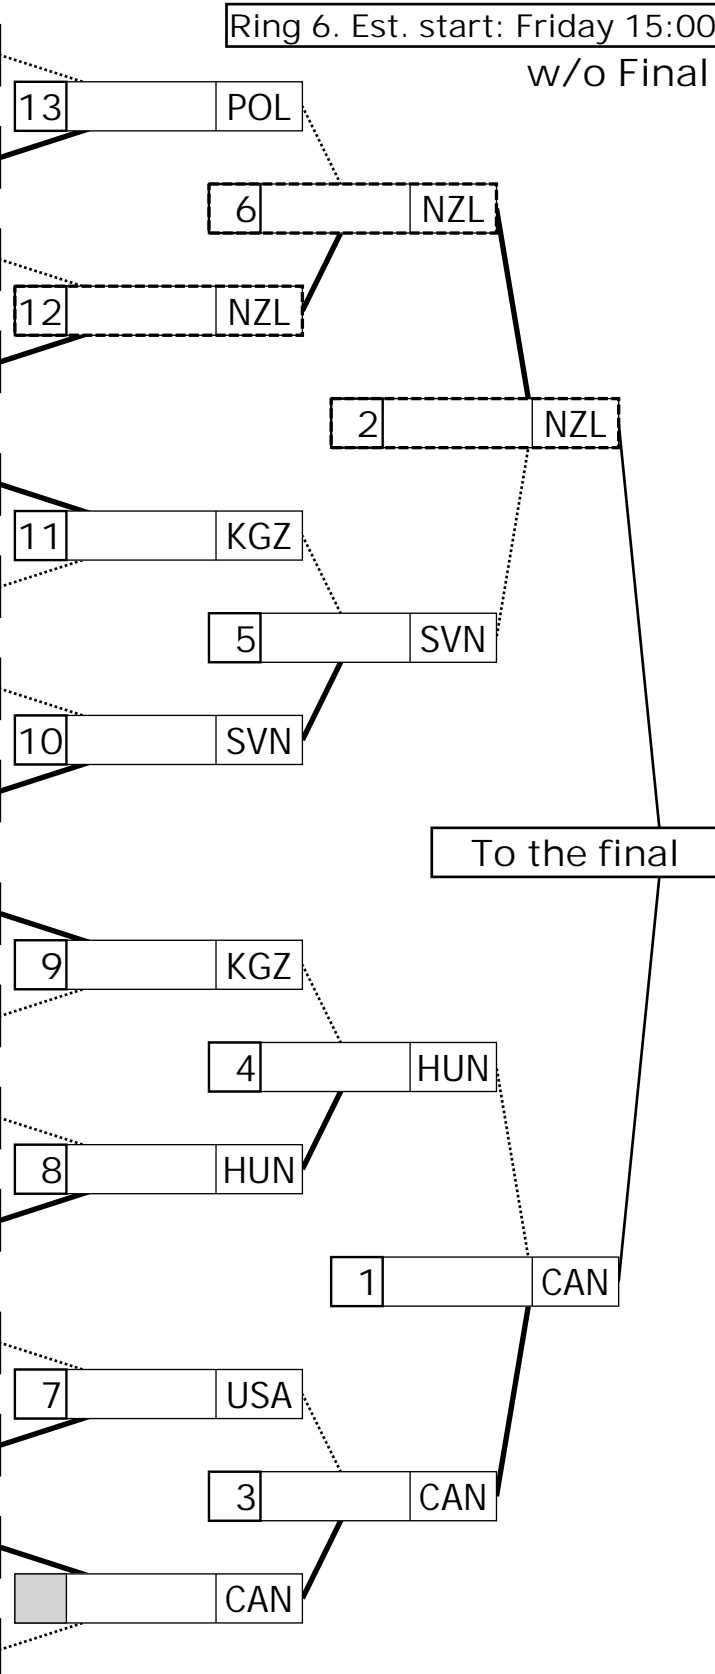 Ring 6. Est. start: Friday 15:00
w/o Final
13 POL
6 NZL
12 NZL
2 NZL
11 KGZ
5 SVN
10 SVN
To the final
9 KGZ
4 HUN
8 HUN
1 CAN
7 USA
3 CAN
CAN